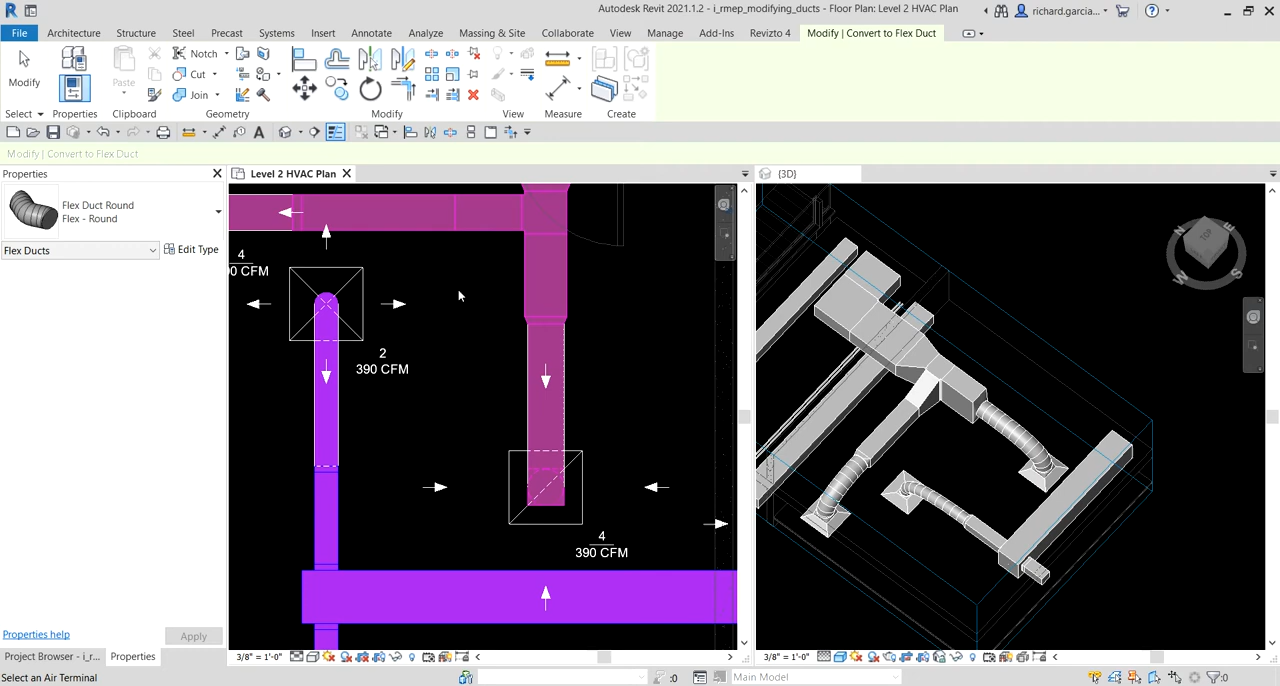 Autodesk Revit 2021.1.2 - i_rmep_modifying_ducts - Floor Plan: Level 2 HVAC Plan
richard.garcia...
File Architecture Structure Steel Precast Systems Insert Annotate Analyze Massing & Site Collaborate View Manage Add-Ins Revizto 4 Modify | Convert to Flex Duct
Modify
Paste
Notch
Cut
Join
Select Properties Clipboard Geometry Modify View Measure Create
Modify | Convert to Flex Duct
Properties
Level 2 HVAC Plan
{3D}
Flex Duct Round
Flex - Round
Flex Ducts
Edit Type
4
0 CFM
2
390 CFM
4
390 CFM
N
E
TOP
W
S
Properties help
Apply
Project Browser - i_r...
Properties
3/8" = 1'-0"
3/8" = 1'-0"
Select an Air Terminal
:0
Main Model
:0